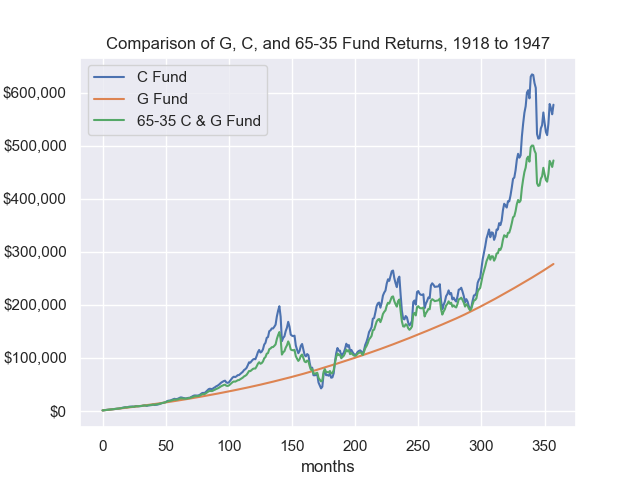 Comparison of G, C, and 65-35 Fund Returns, 1918 to 1947
C Fund
G Fund
65-35 C & G Fund
$600,000
$500,000
$400,000
$300,000
$200,000
$100,000
$0
0 50 100 150 200 250 300 350
months